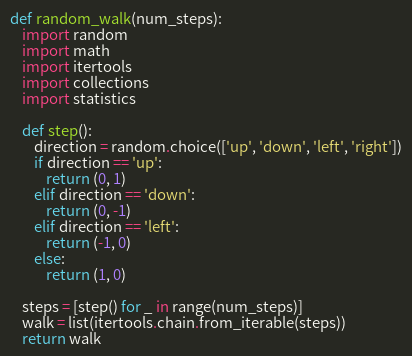 def random_walk(num_steps):
    import random
    import math
    import itertools
    import collections
    import statistics

    def step():
        direction = random.choice(['up', 'down', 'left', 'right'])
        if direction == 'up':
            return (0, 1)
        elif direction == 'down':
            return (0, -1)
        elif direction == 'left':
            return (-1, 0)
        else:
            return (1, 0)

    steps = [step() for _ in range(num_steps)]
    walk = list(itertools.chain.from_iterable(steps))
    return walk